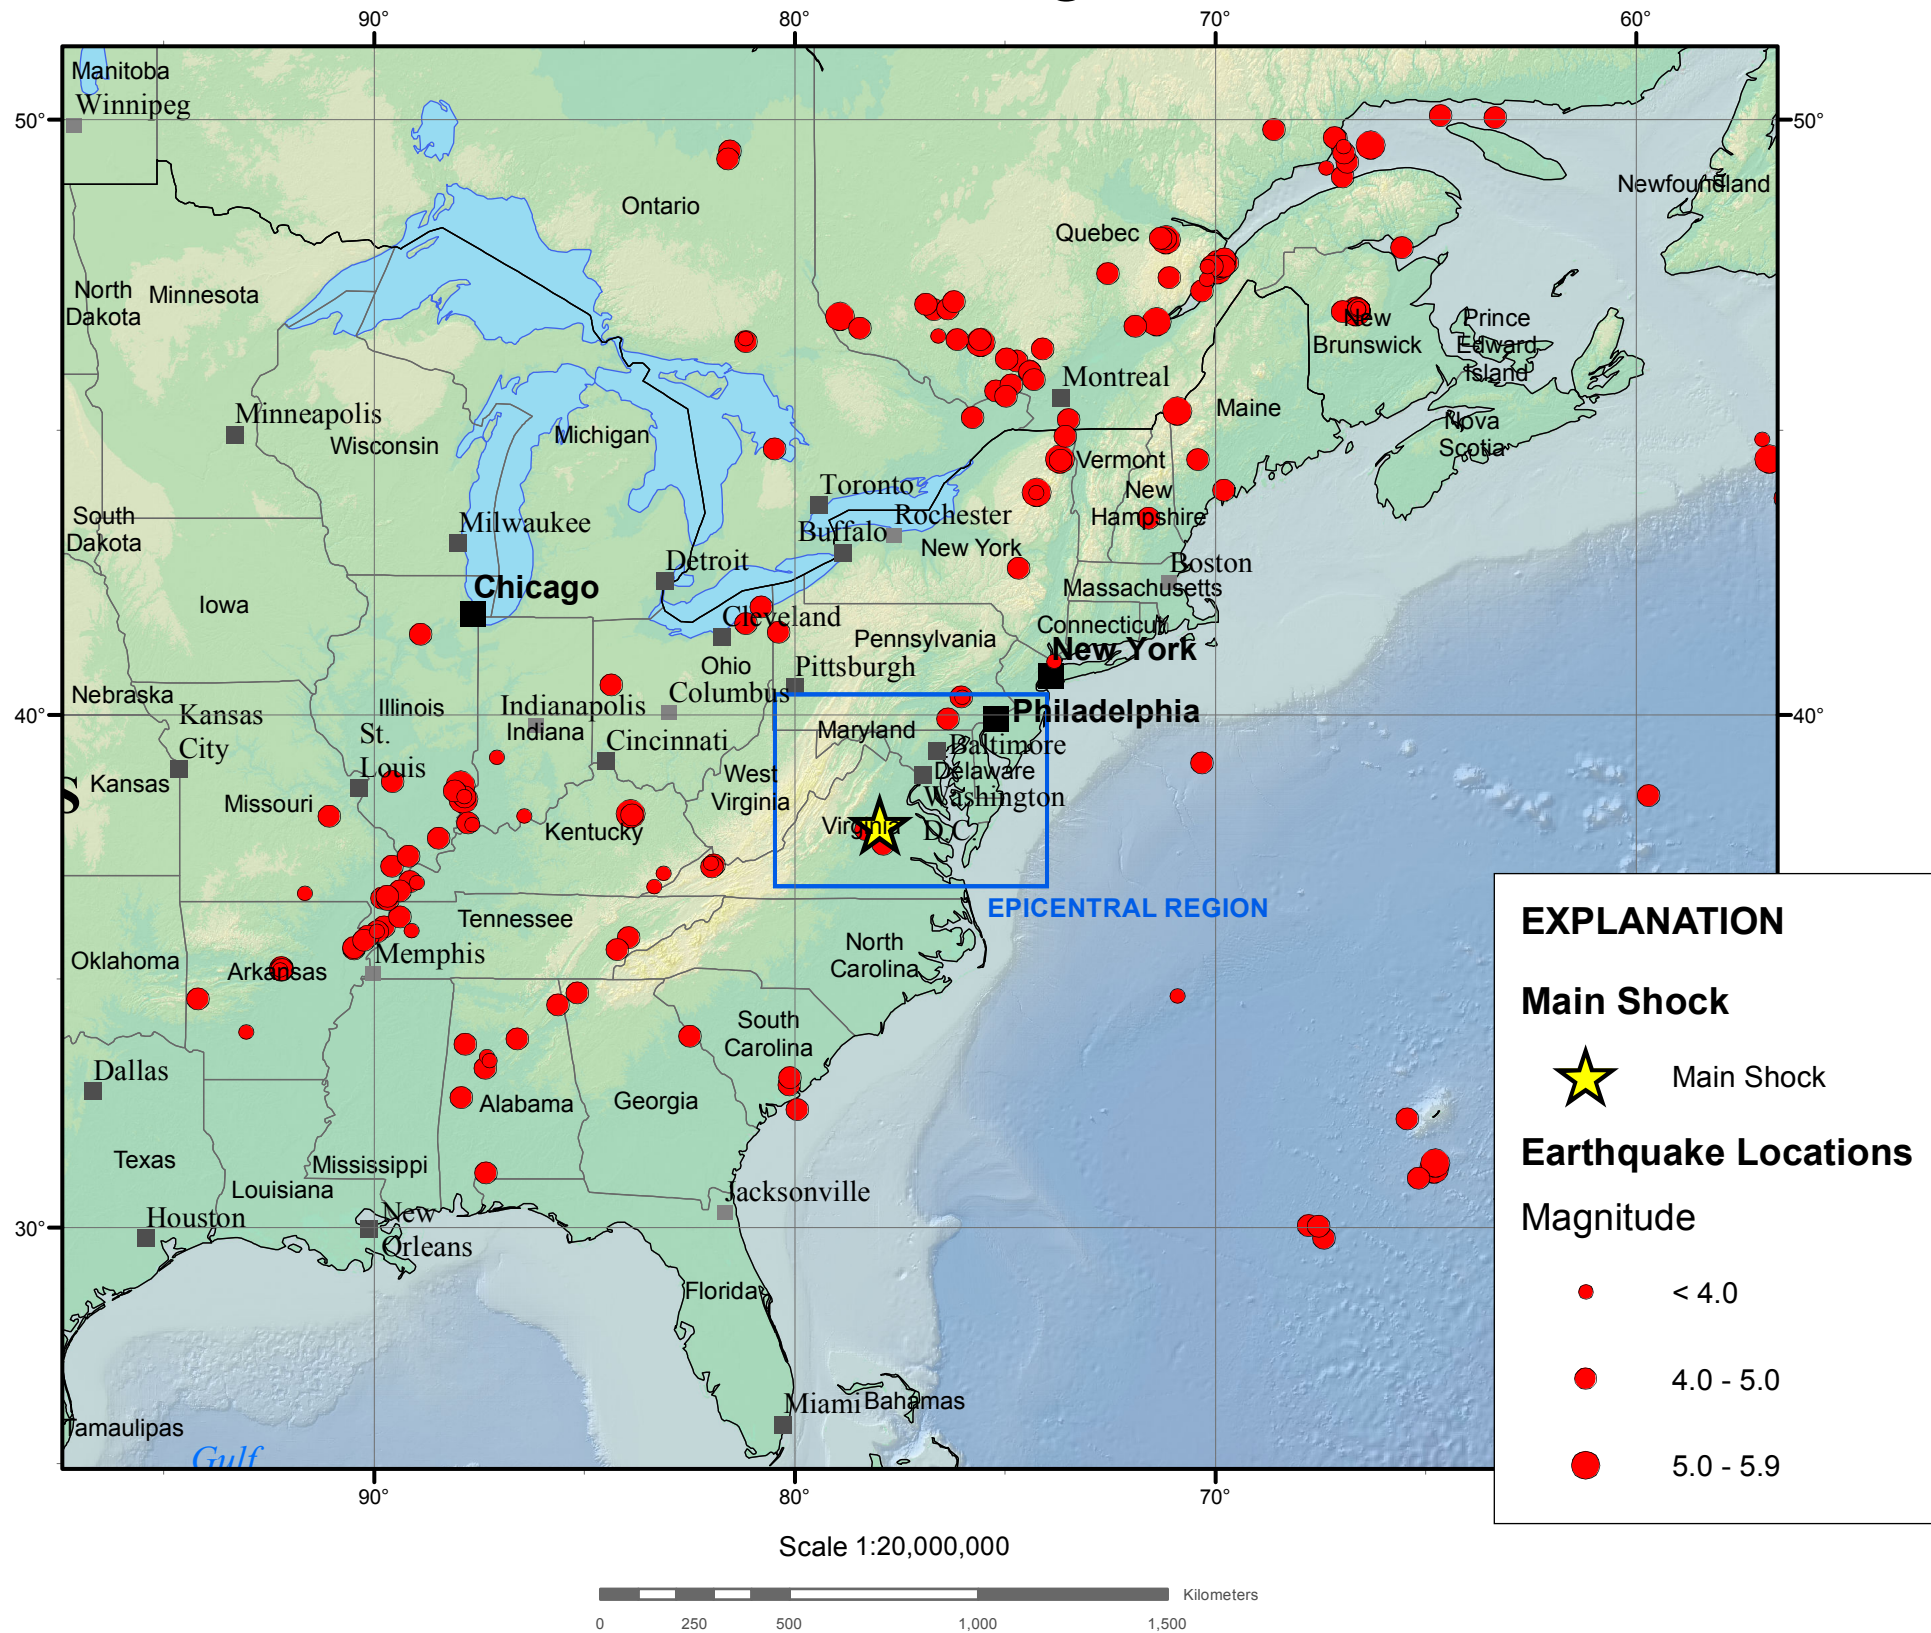 90°
80°
70°
60°
50°
50°
Manitoba
Winnipeg
Ontario
Newfoundland
Quebec
North
Dakota
Minnesota
New
Brunswick
Prince
Edward
Island
Montreal
Maine
Minneapolis
Wisconsin
Michigan
Nova
Scotia
Vermont
New
Hampshire
Toronto
Rochester
South
Dakota
Milwaukee
Buffalo
New York
Detroit
Boston
Massachusetts
Chicago
Iowa
Cleveland
Connecticut
Pennsylvania
New York
Ohio
Pittsburgh
Nebraska
Columbus
Illinois
Indianapolis
Indiana
40°
40°
Kansas
City
Philadelphia
Maryland
St.
Louis
Cincinnati
Baltimore
Delaware
S
Kansas
West
Virginia
Missouri
Washington
D.C.
Virginia
Kentucky
EPICENTRAL REGION
Tennessee
North
Carolina
Oklahoma
Arkansas
Memphis
South
Carolina
Dallas
Alabama
Georgia
Texas
Mississippi
Louisiana
Jacksonville
Houston
New
Orleans
30°
Florida
Miami
Bahamas
Tamaulipas
Gulf
EXPLANATION
Main Shock
Main Shock
Earthquake Locations
Magnitude
< 4.0
4.0 - 5.0
5.0 - 5.9
90°
80°
70°
Scale 1:20,000,000
Kilometers
0
250
500
1,000
1,500